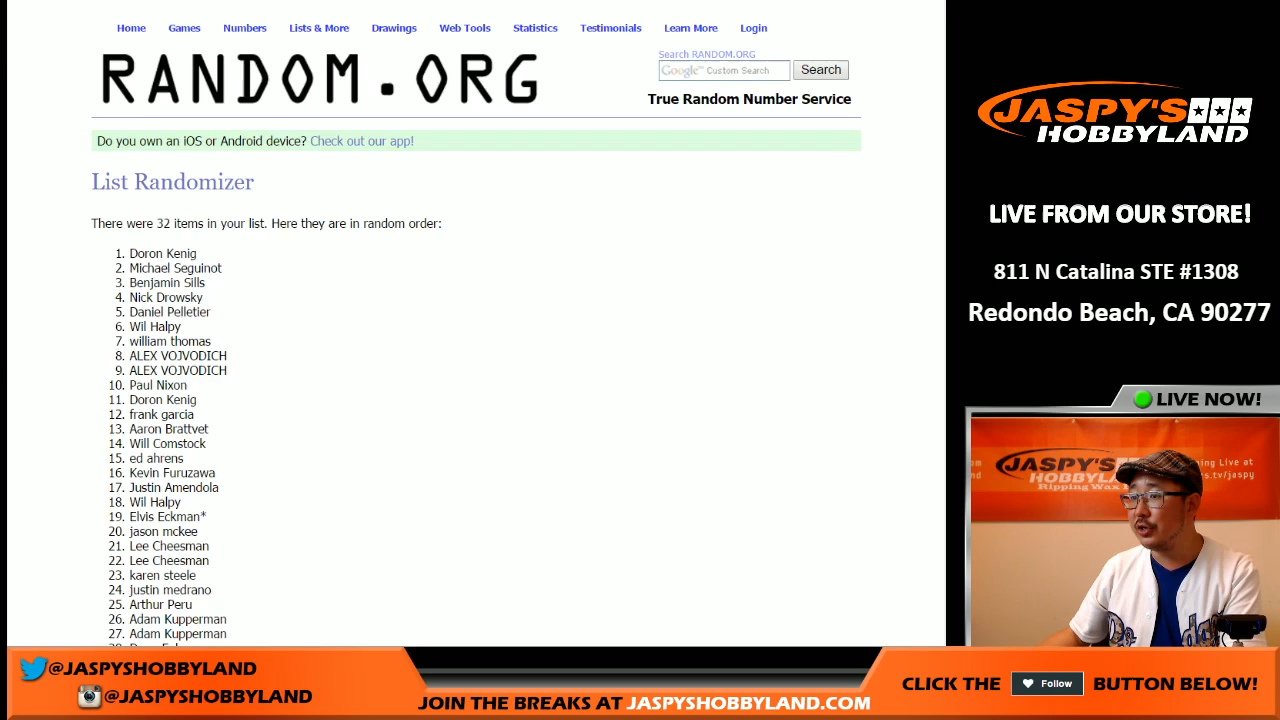 Home Games Numbers Lists & More Drawings Web Tools Statistics Testimonials Learn More Login
RANDOM.ORG
Search RANDOM.ORG
Google™ Custom Search Search
True Random Number Service
Do you own an iOS or Android device? Check out our app!
List Randomizer
There were 32 items in your list. Here they are in random order:
1. Doron Kenig
2. Michael Seguinot
3. Benjamin Sills
4. Nick Drowsky
5. Daniel Pelletier
6. Wil Halpy
7. william thomas
8. ALEX VOJVODICH
9. ALEX VOJVODICH
10. Paul Nixon
11. Doron Kenig
12. frank garcia
13. Aaron Brattvet
14. Will Comstock
15. ed ahrens
16. Kevin Furuzawa
17. Justin Amendola
18. Wil Halpy
19. Elvis Eckman*
20. jason mckee
21. Lee Cheesman
22. Lee Cheesman
23. karen steele
24. justin medrano
25. Arthur Peru
26. Adam Kupperman
27. Adam Kupperman
JASPY'S
HOBBYLAND
LIVE FROM OUR STORE!
811 N Catalina STE #1308
Redondo Beach, CA 90277
LIVE NOW!
JASPY'S
HOBBYLAND
Ripping Wax
ing Live at
s.tv/jaspy
@JASPYSHOBBYLAND
@JASPYSHOBBYLAND
JOIN THE BREAKS AT JASPYSHOBBYLAND.COM
CLICK THE Follow BUTTON BELOW!